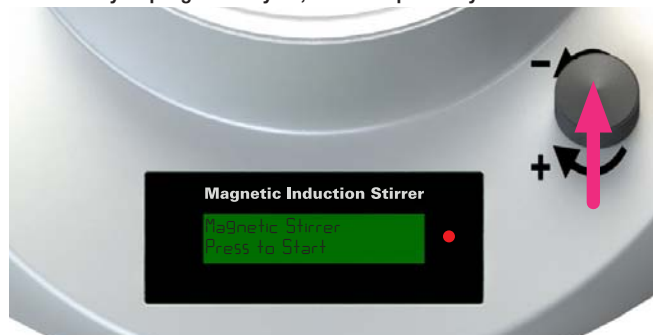 -
+
Magnetic Induction Stirrer
Magnetic Stirrer
Press to Start